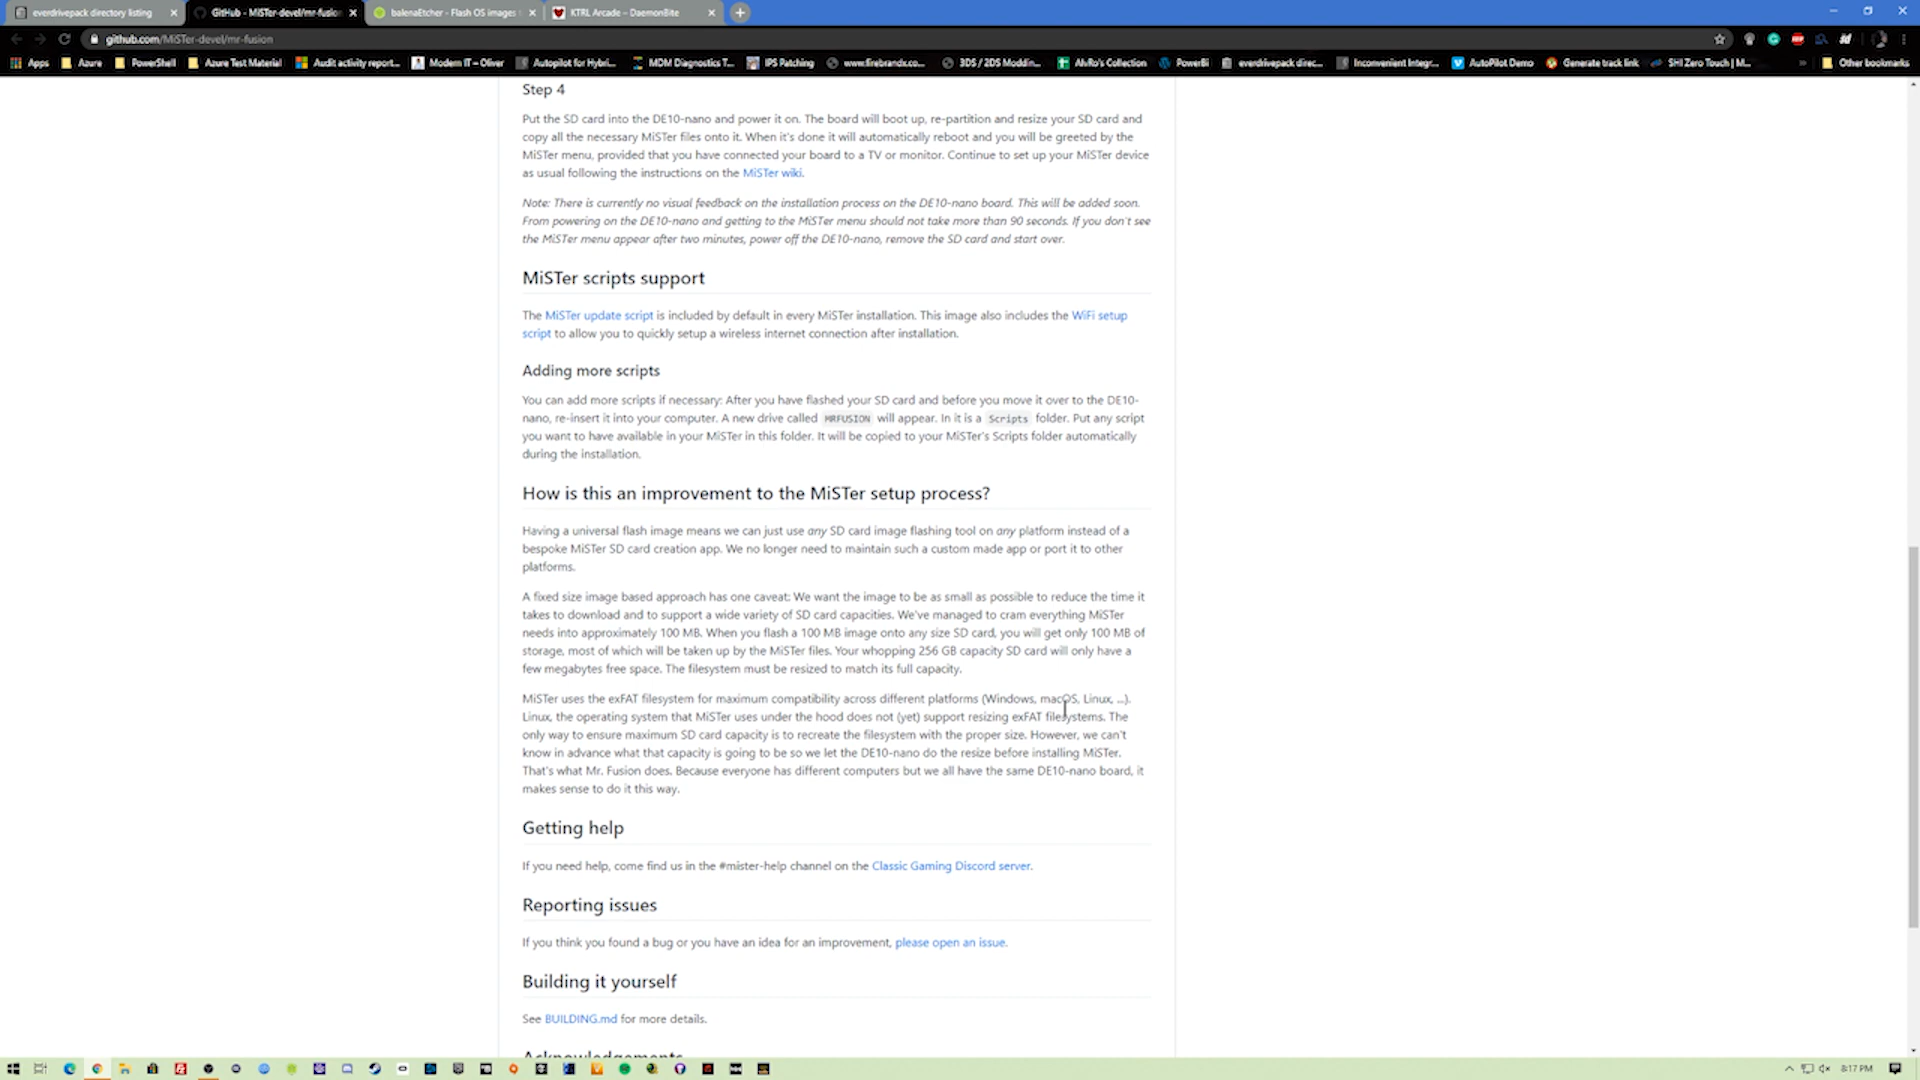 everdrivepack directory listing
GitHub - MiSTer-devel/mr-fusion
balenaEtcher - Flash OS images
KTRL Arcade – DaemonBite
github.com/MiSTer-devel/mr-fusion
Apps
Azure
PowerShell
Azure Test Material
Audit activity report...
Modern IT – Oliver
Autopilot for Hybri...
MDM Diagnostics T...
IPS Patching
www.firebrandx.co...
3DS / 2DS Moddin...
AlvRo's Collection
PowerBi
everdrivepack direc...
Inconvenient Integr...
AutoPilot Demo
Generate track link
SHI Zero Touch | M...
Other bookmarks
Step 4
Put the SD card into the DE10-nano and power it on. The board will boot up, re-partition and resize your SD card and
copy all the necessary MiSTer files onto it. When it's done it will automatically reboot and you will be greeted by the
MiSTer menu, provided that you have connected your board to a TV or monitor. Continue to set up your MiSTer device
as usual following the instructions on the MiSTer wiki.
Note: There is currently no visual feedback on the installation process on the DE10-nano board. This will be added soon.
From powering on the DE10-nano and getting to the MiSTer menu should not take more than 90 seconds. If you don't see
the MiSTer menu appear after two minutes, power off the DE10-nano, remove the SD card and start over.
MiSTer scripts support
The MiSTer update script is included by default in every MiSTer installation. This image also includes the WiFi setup
script to allow you to quickly setup a wireless internet connection after installation.
Adding more scripts
You can add more scripts if necessary: After you have flashed your SD card and before you move it over to the DE10-
nano, re-insert it into your computer. A new drive called MRFUSION will appear. In it is a Scripts folder. Put any script
you want to have available in your MiSTer in this folder. It will be copied to your MiSTer's Scripts folder automatically
during the installation.
How is this an improvement to the MiSTer setup process?
Having a universal flash image means we can just use any SD card image flashing tool on any platform instead of a
bespoke MiSTer SD card creation app. We no longer need to maintain such a custom made app or port it to other
platforms.
A fixed size image based approach has one caveat: We want the image to be as small as possible to reduce the time it
takes to download and to support a wide variety of SD card capacities. We've managed to cram everything MiSTer
needs into approximately 100 MB. When you flash a 100 MB image onto any size SD card, you will get only 100 MB of
storage, most of which will be taken up by the MiSTer files. Your whopping 256 GB capacity SD card will only have a
few megabytes free space. The filesystem must be resized to match its full capacity.
MiSTer uses the exFAT filesystem for maximum compatibility across different platforms (Windows, macOS, Linux, ...).
Linux, the operating system that MiSTer uses under the hood does not (yet) support resizing exFAT filesystems. The
only way to ensure maximum SD card capacity is to recreate the filesystem with the proper size. However, we can't
know in advance what that capacity is going to be so we let the DE10-nano do the resize before installing MiSTer.
That's what Mr. Fusion does. Because everyone has different computers but we all have the same DE10-nano board, it
makes sense to do it this way.
Getting help
If you need help, come find us in the #mister-help channel on the Classic Gaming Discord server.
Reporting issues
If you think you found a bug or you have an idea for an improvement, please open an issue.
Building it yourself
See BUILDING.md for more details.
Acknowledgements
8:17 PM